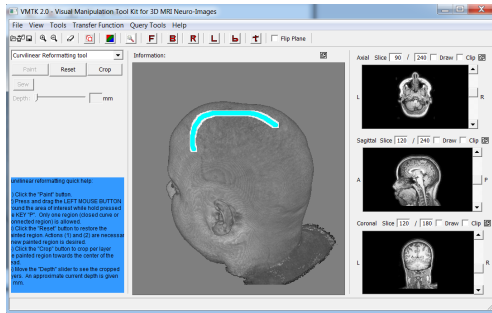 VMTK 2.0 - Visual Manipulation Tool Kit for 3D MRI Neuro-Images
File View Tools Transfer Function Query Tools Help
F B R L Flip Plane
Curvilinear Reformatting tool
Paint Reset Crop
Sew
Depth: mm
Information:
Axial Slice 90 / 240 Draw Clip
L R
Sagittal Slice 120 / 240 Draw Clip
A P
Coronal Slice 120 / 180 Draw Clip
L R
urvilinear reformatting quick help:
) Click the "Paint" button.
) Press and drag the LEFT MOUSE BUTTON
round the area of interest while hold pressed
e KEY "P". Only one region (closed curve or
onnected region) is allowed.
) Click the "Reset" button to restore the
ainted region. Actions (1) and (2) are necessar
new painted region is desired.
) Click the "Crop" button to crop per layer
e painted region towards the center of the
ead.
) Move the "Depth" slider to see the cropped
yers. An approximate current depth is given
mm.